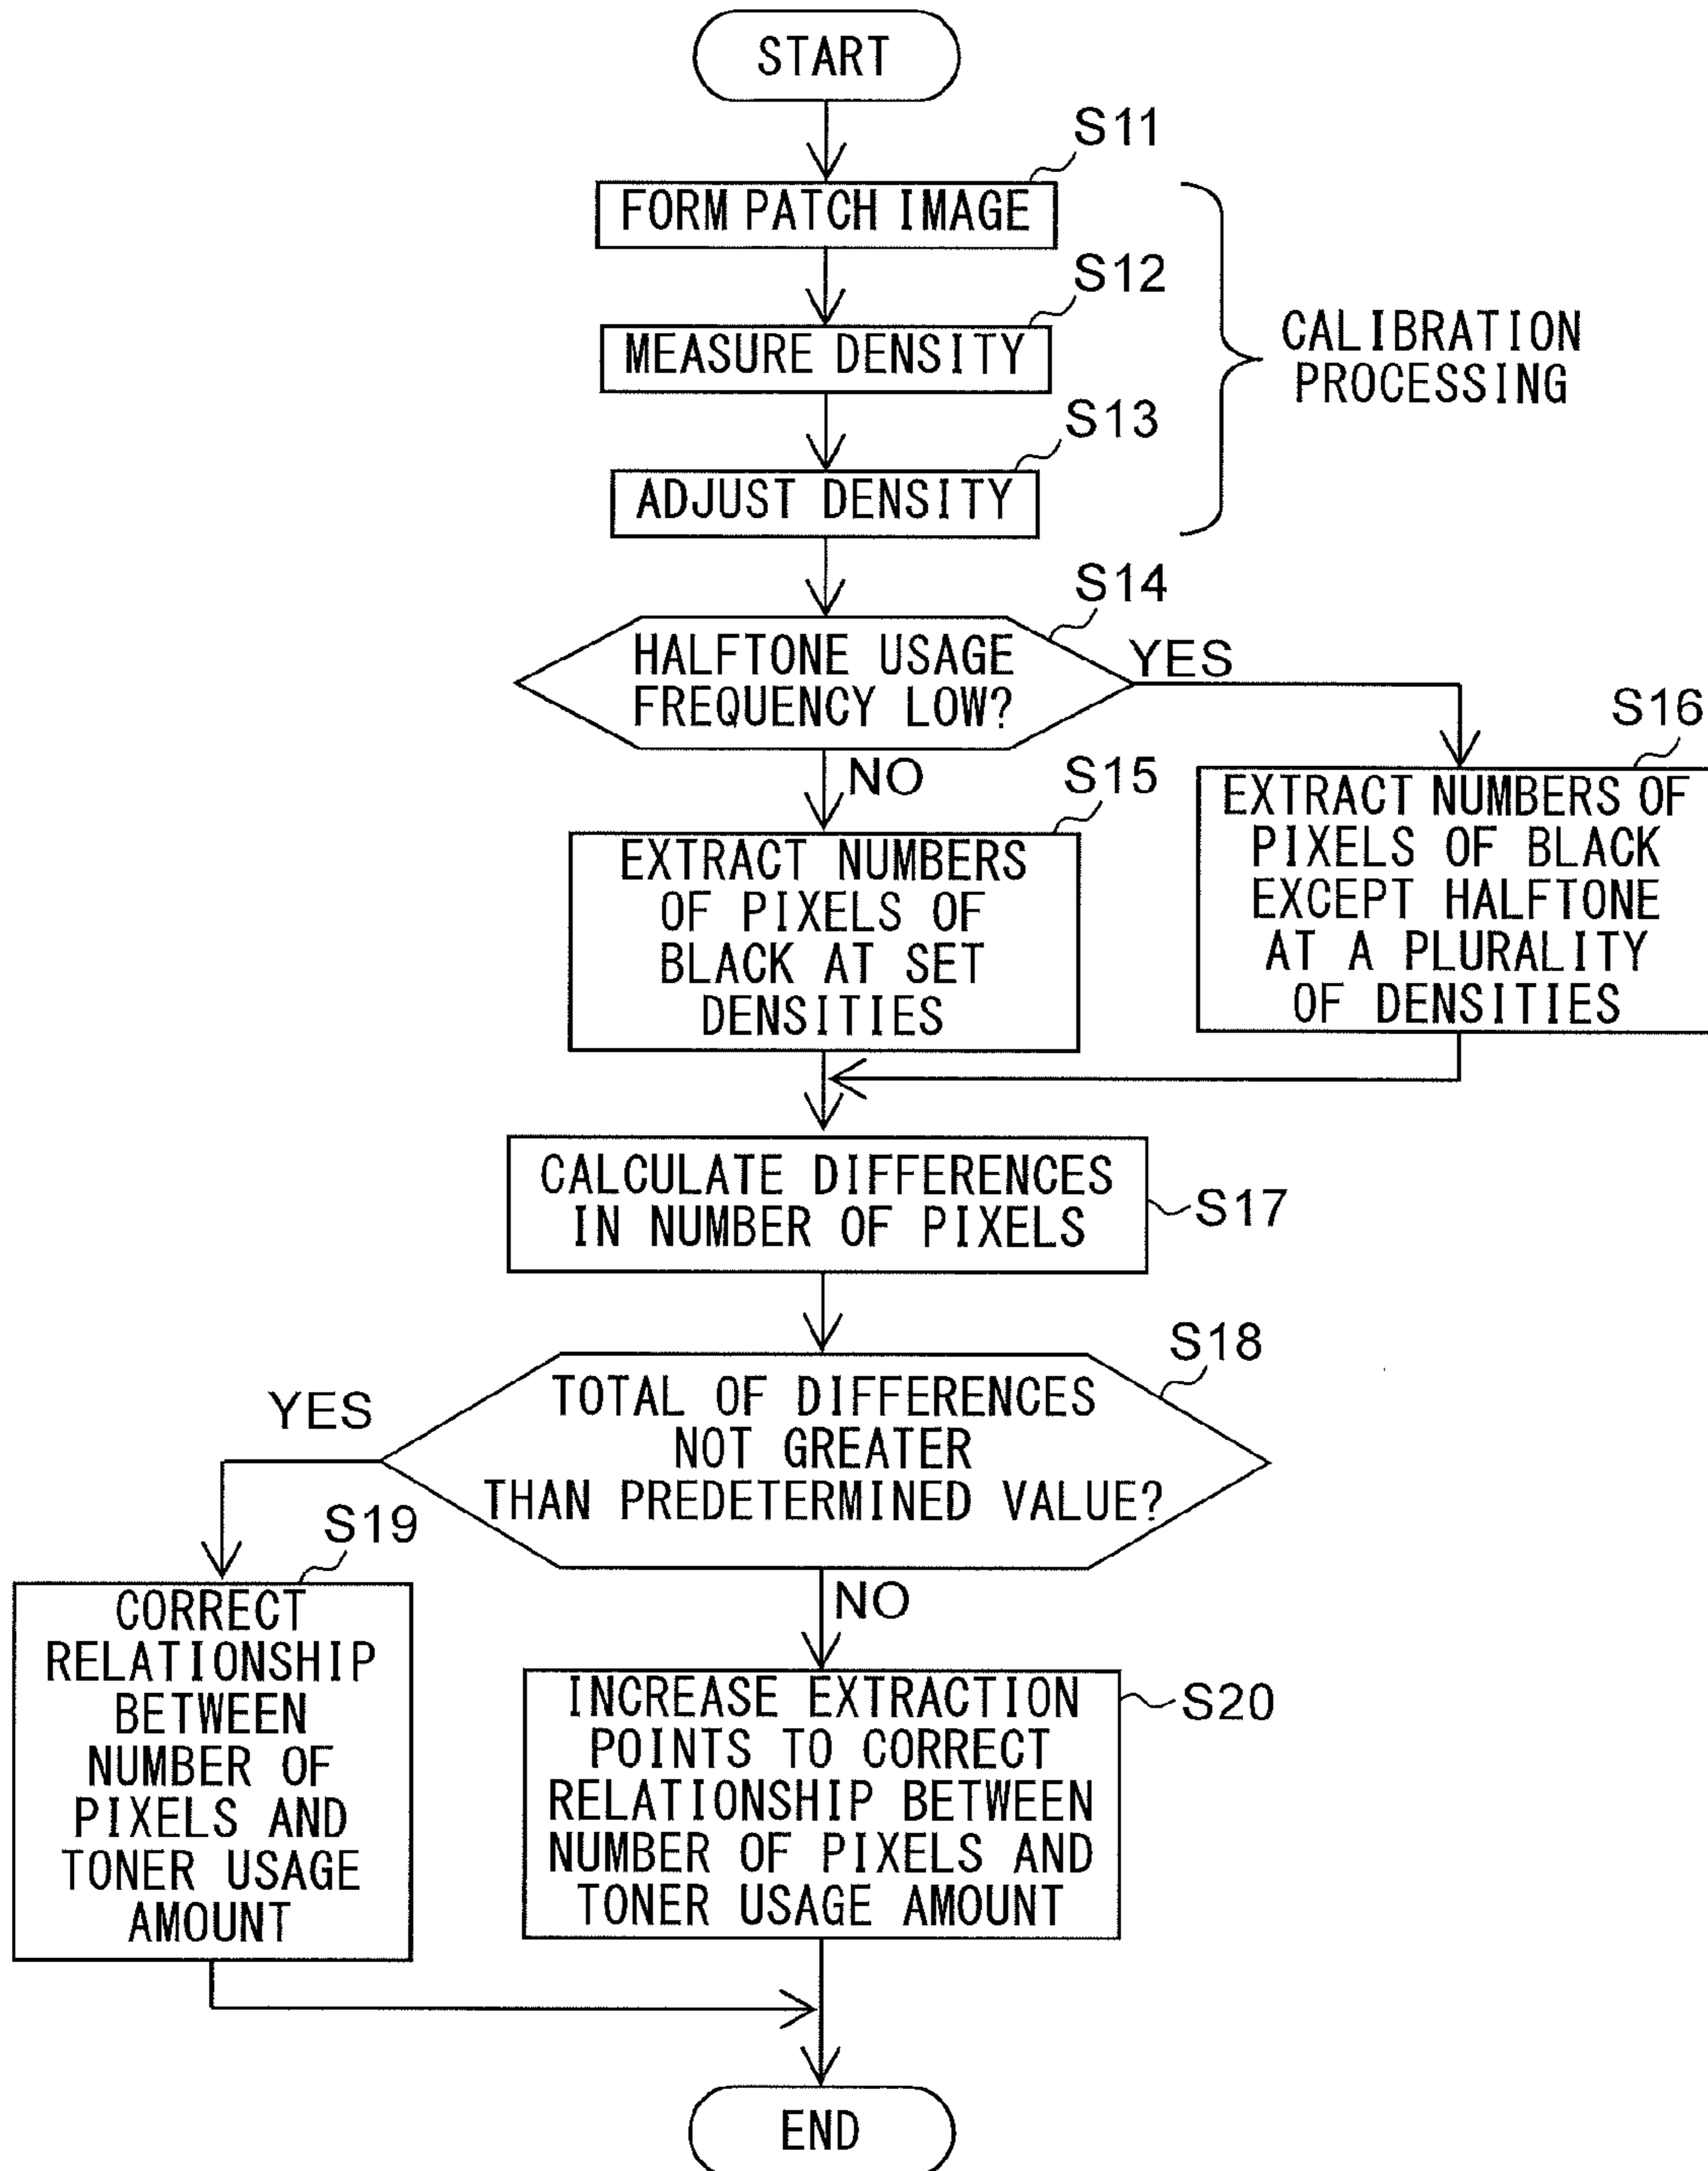 START
S11
FORM PATCH IMAGE
S12
MEASURE DENSITY
CALIBRATION
PROCESSING
S13
ADJUST DENSITY
S14
HALFTONE USAGE
FREQUENCY LOW?
YES
NO
S15
EXTRACT NUMBERS
OF PIXELS OF
BLACK AT SET
DENSITIES
S16
EXTRACT NUMBERS OF
PIXELS OF BLACK
EXCEPT HALFTONE
AT A PLURALITY
OF DENSITIES
CALCULATE DIFFERENCES
IN NUMBER OF PIXELS
S17
S18
TOTAL OF DIFFERENCES
NOT GREATER
THAN PREDETERMINED VALUE?
YES
NO
S19
CORRECT
RELATIONSHIP
BETWEEN
NUMBER OF
PIXELS AND
TONER USAGE
AMOUNT
INCREASE EXTRACTION
POINTS TO CORRECT
RELATIONSHIP BETWEEN
NUMBER OF PIXELS AND
TONER USAGE AMOUNT
S20
END